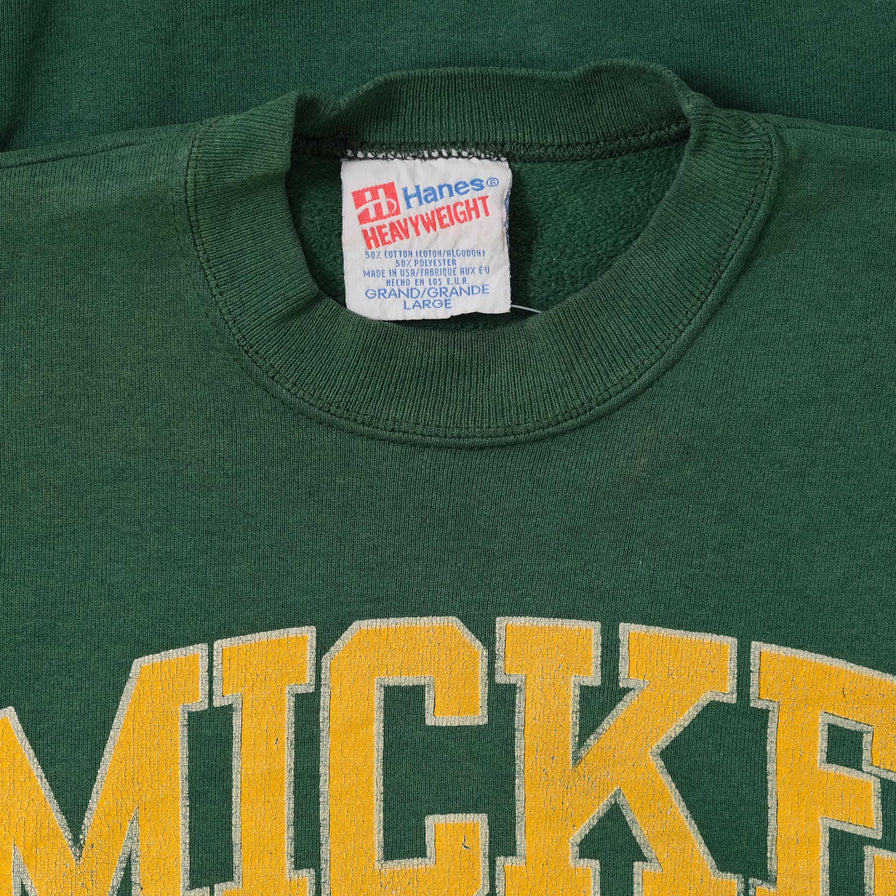 Hanes®
HEAVYWEIGHT
50% COTTON (COTON/ALGODON)
50% POLYESTER
MADE IN USA/FABRIQUE AUX É-U
HECHO EN LOS E.U.A.
GRAND/GRANDE
LARGE
MICKE